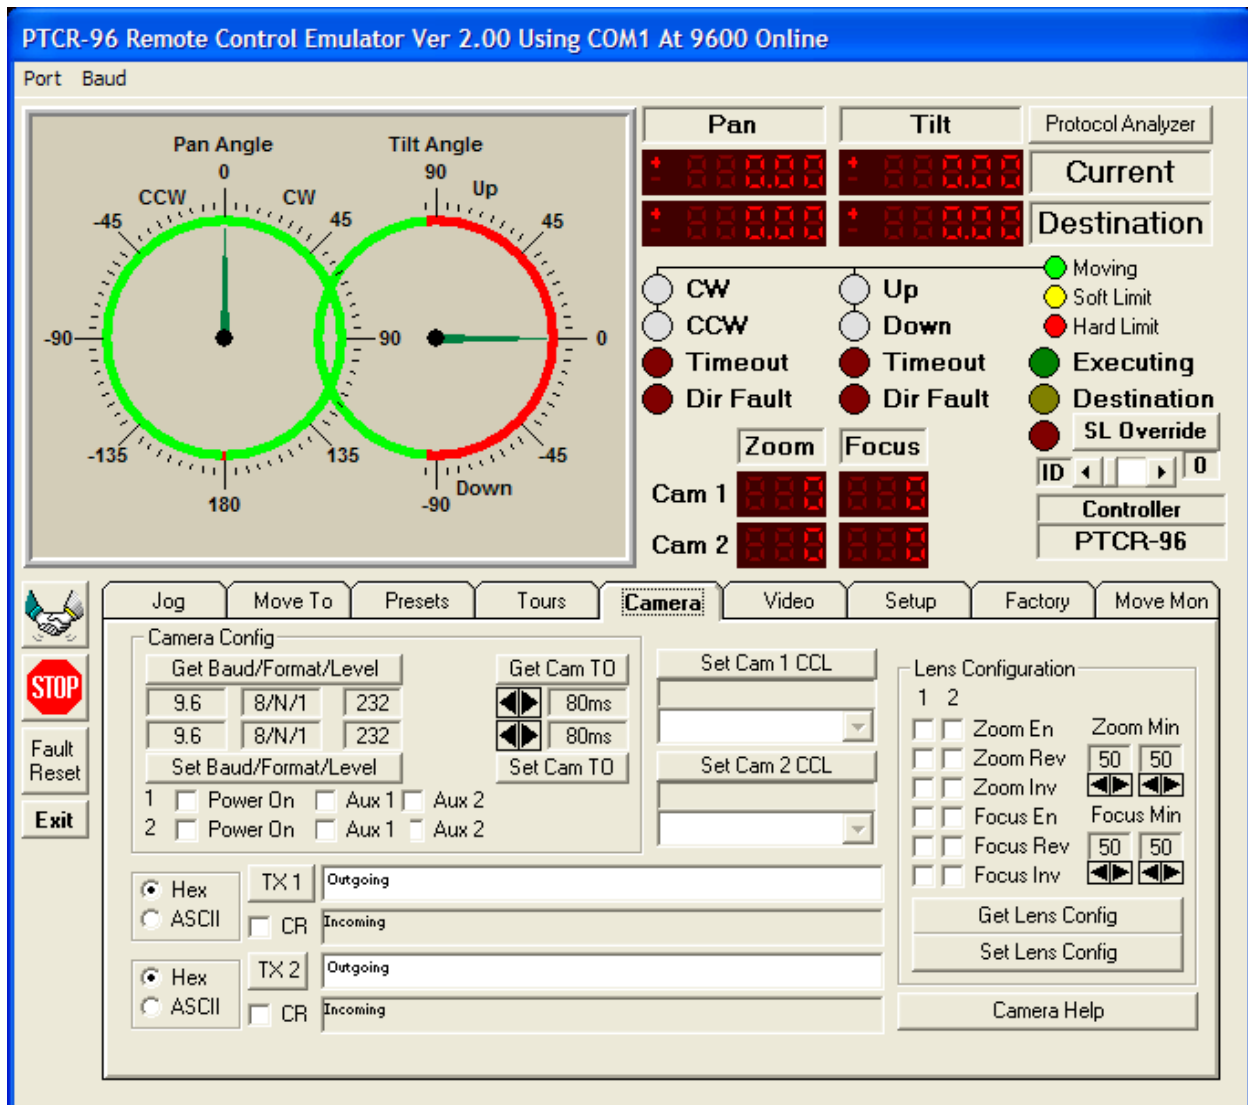 PTCR-96 Remote Control Emulator Ver 2.00 Using COM1 At 9600 Online
Port Baud
Pan Angle
0
CCW
CW
-45
45
-90
90
-135
135
180
Tilt Angle
90
Up
45
0
-45
Down
-90
Pan
Tilt
Protocol Analyzer
+ 0.00
+ 0.00
Current
+ 0.00
+ 0.00
Destination
Moving
CW
Up
Soft Limit
CCW
Down
Hard Limit
Timeout
Timeout
Executing
Dir Fault
Dir Fault
Destination
SL Override
Zoom
Focus
ID
0
Cam 1
0
0
Controller
Cam 2
0
0
PTCR-96
Jog
Move To
Presets
Tours
Camera
Video
Setup
Factory
Move Mon
STOP
Fault
Reset
Exit
Camera Config
Get Baud/Format/Level
Get Cam TO
9.6 8/N/1 232
80ms
9.6 8/N/1 232
80ms
Set Baud/Format/Level
Set Cam TO
1 Power On Aux 1 Aux 2
2 Power On Aux 1 Aux 2
Set Cam 1 CCL
Set Cam 2 CCL
Lens Configuration
1 2
Zoom En
Zoom Rev
Zoom Inv
Focus En
Focus Rev
Focus Inv
Zoom Min
50 50
Focus Min
50 50
Get Lens Config
Set Lens Config
Camera Help
Hex
ASCII
TX 1
Outgoing
CR
Incoming
Hex
ASCII
TX 2
Outgoing
CR
Incoming